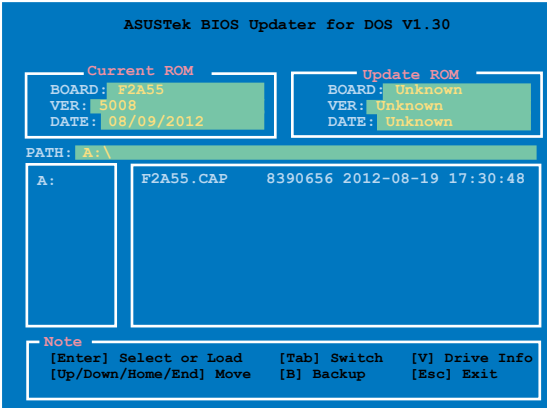 ASUSTek BIOS Updater for DOS V1.30
Current ROM
BOARD: F2A55
VER: 5008
DATE: 08/09/2012
Update ROM
BOARD: Unknown
VER: Unknown
DATE: Unknown
PATH: A:\
A:
F2A55.CAP 8390656 2012-08-19 17:30:48
Note
[Enter] Select or Load [Tab] Switch [V] Drive Info
[Up/Down/Home/End] Move [B] Backup [Esc] Exit